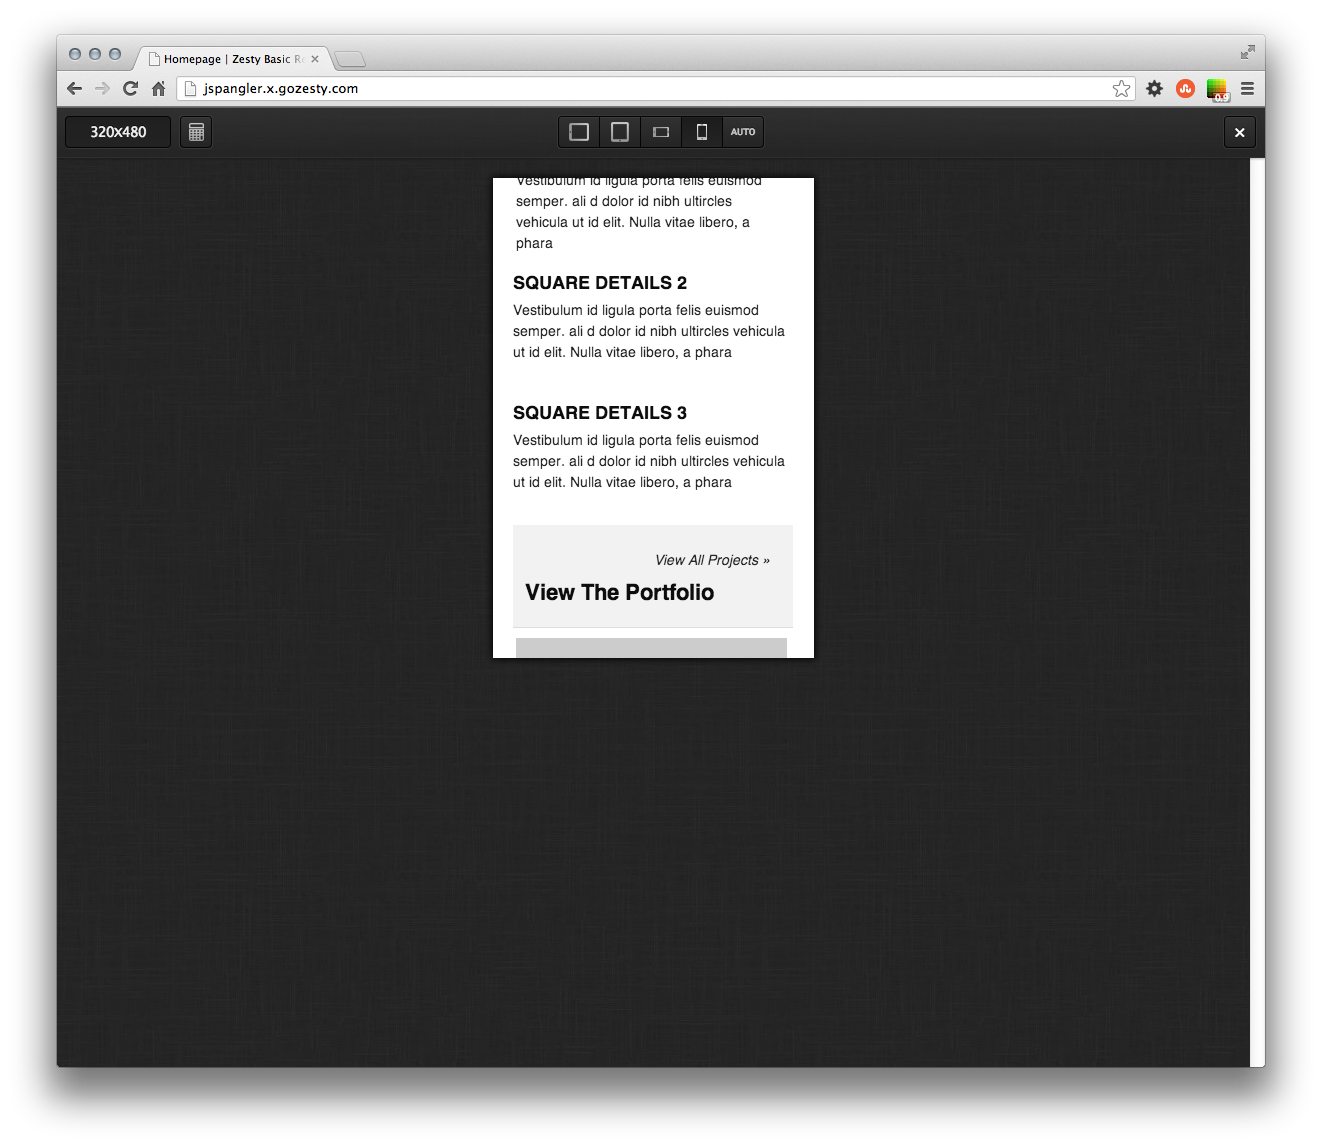 Homepage | Zesty Basic Re
jspangler.x.gozesty.com
0.9
320x480
AUTO
Vestibulum id ligula porta felis euismod
semper. ali d dolor id nibh ultircles
vehicula ut id elit. Nulla vitae libero, a
phara
SQUARE DETAILS 2
Vestibulum id ligula porta felis euismod
semper. ali d dolor id nibh ultircles vehicula
ut id elit. Nulla vitae libero, a phara
SQUARE DETAILS 3
Vestibulum id ligula porta felis euismod
semper. ali d dolor id nibh ultircles vehicula
ut id elit. Nulla vitae libero, a phara
View All Projects »
View The Portfolio